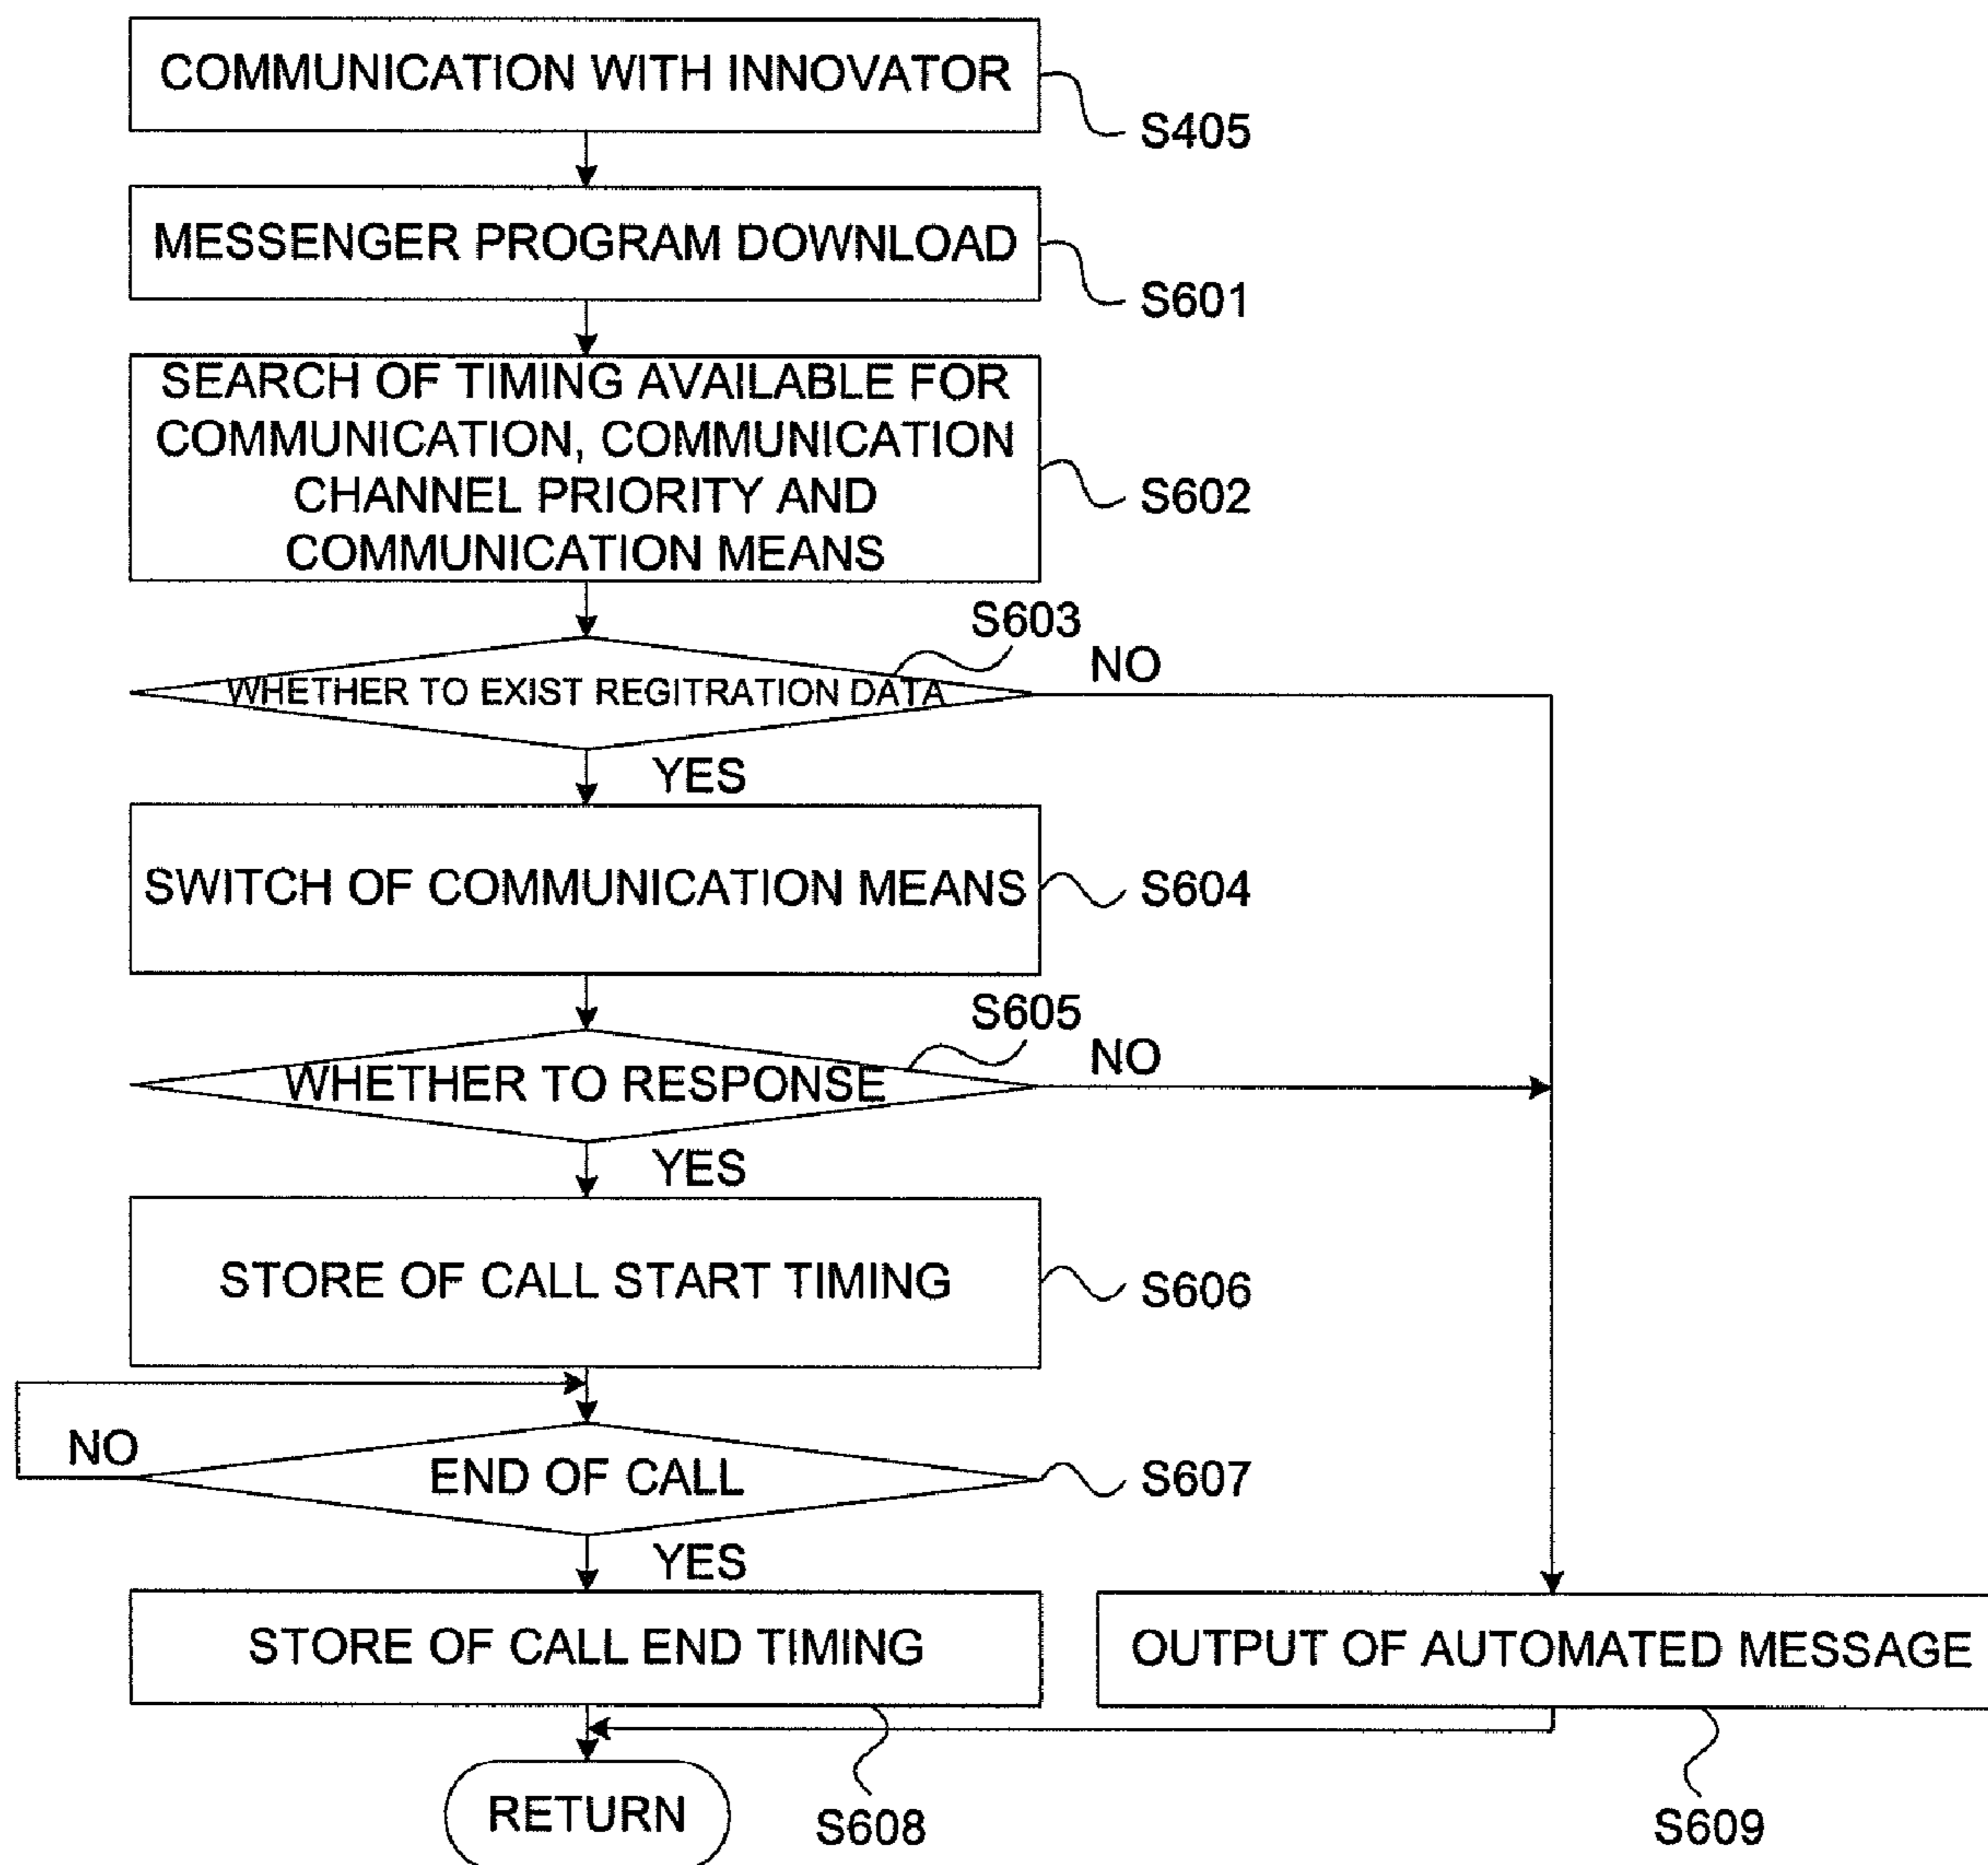 COMMUNICATION WITH INNOVATOR
S405
MESSENGER PROGRAM DOWNLOAD
S601
SEARCH OF TIMING AVAILABLE FOR
COMMUNICATION, COMMUNICATION
CHANNEL PRIORITY AND
COMMUNICATION MEANS
S602
S603
WHETHER TO EXIST REGITRATION DATA
NO
YES
SWITCH OF COMMUNICATION MEANS
S604
S605
WHETHER TO RESPONSE
NO
YES
STORE OF CALL START TIMING
S606
NO
END OF CALL
S607
YES
STORE OF CALL END TIMING
OUTPUT OF AUTOMATED MESSAGE
RETURN
S608
S609